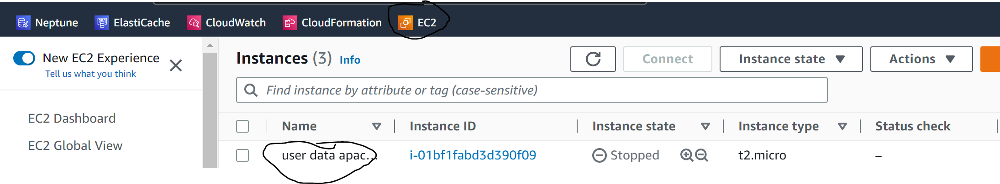 Neptune ElastiCache CloudWatch CloudFormation EC2
New EC2 Experience
Tell us what you think
EC2 Dashboard
EC2 Global View
Instances (3) Info
Connect Instance state Actions
Find instance by attribute or tag (case-sensitive)
Name Instance ID Instance state Instance type Status check
user data apac... i-01bf1fabd3d390f09 Stopped t2.micro –